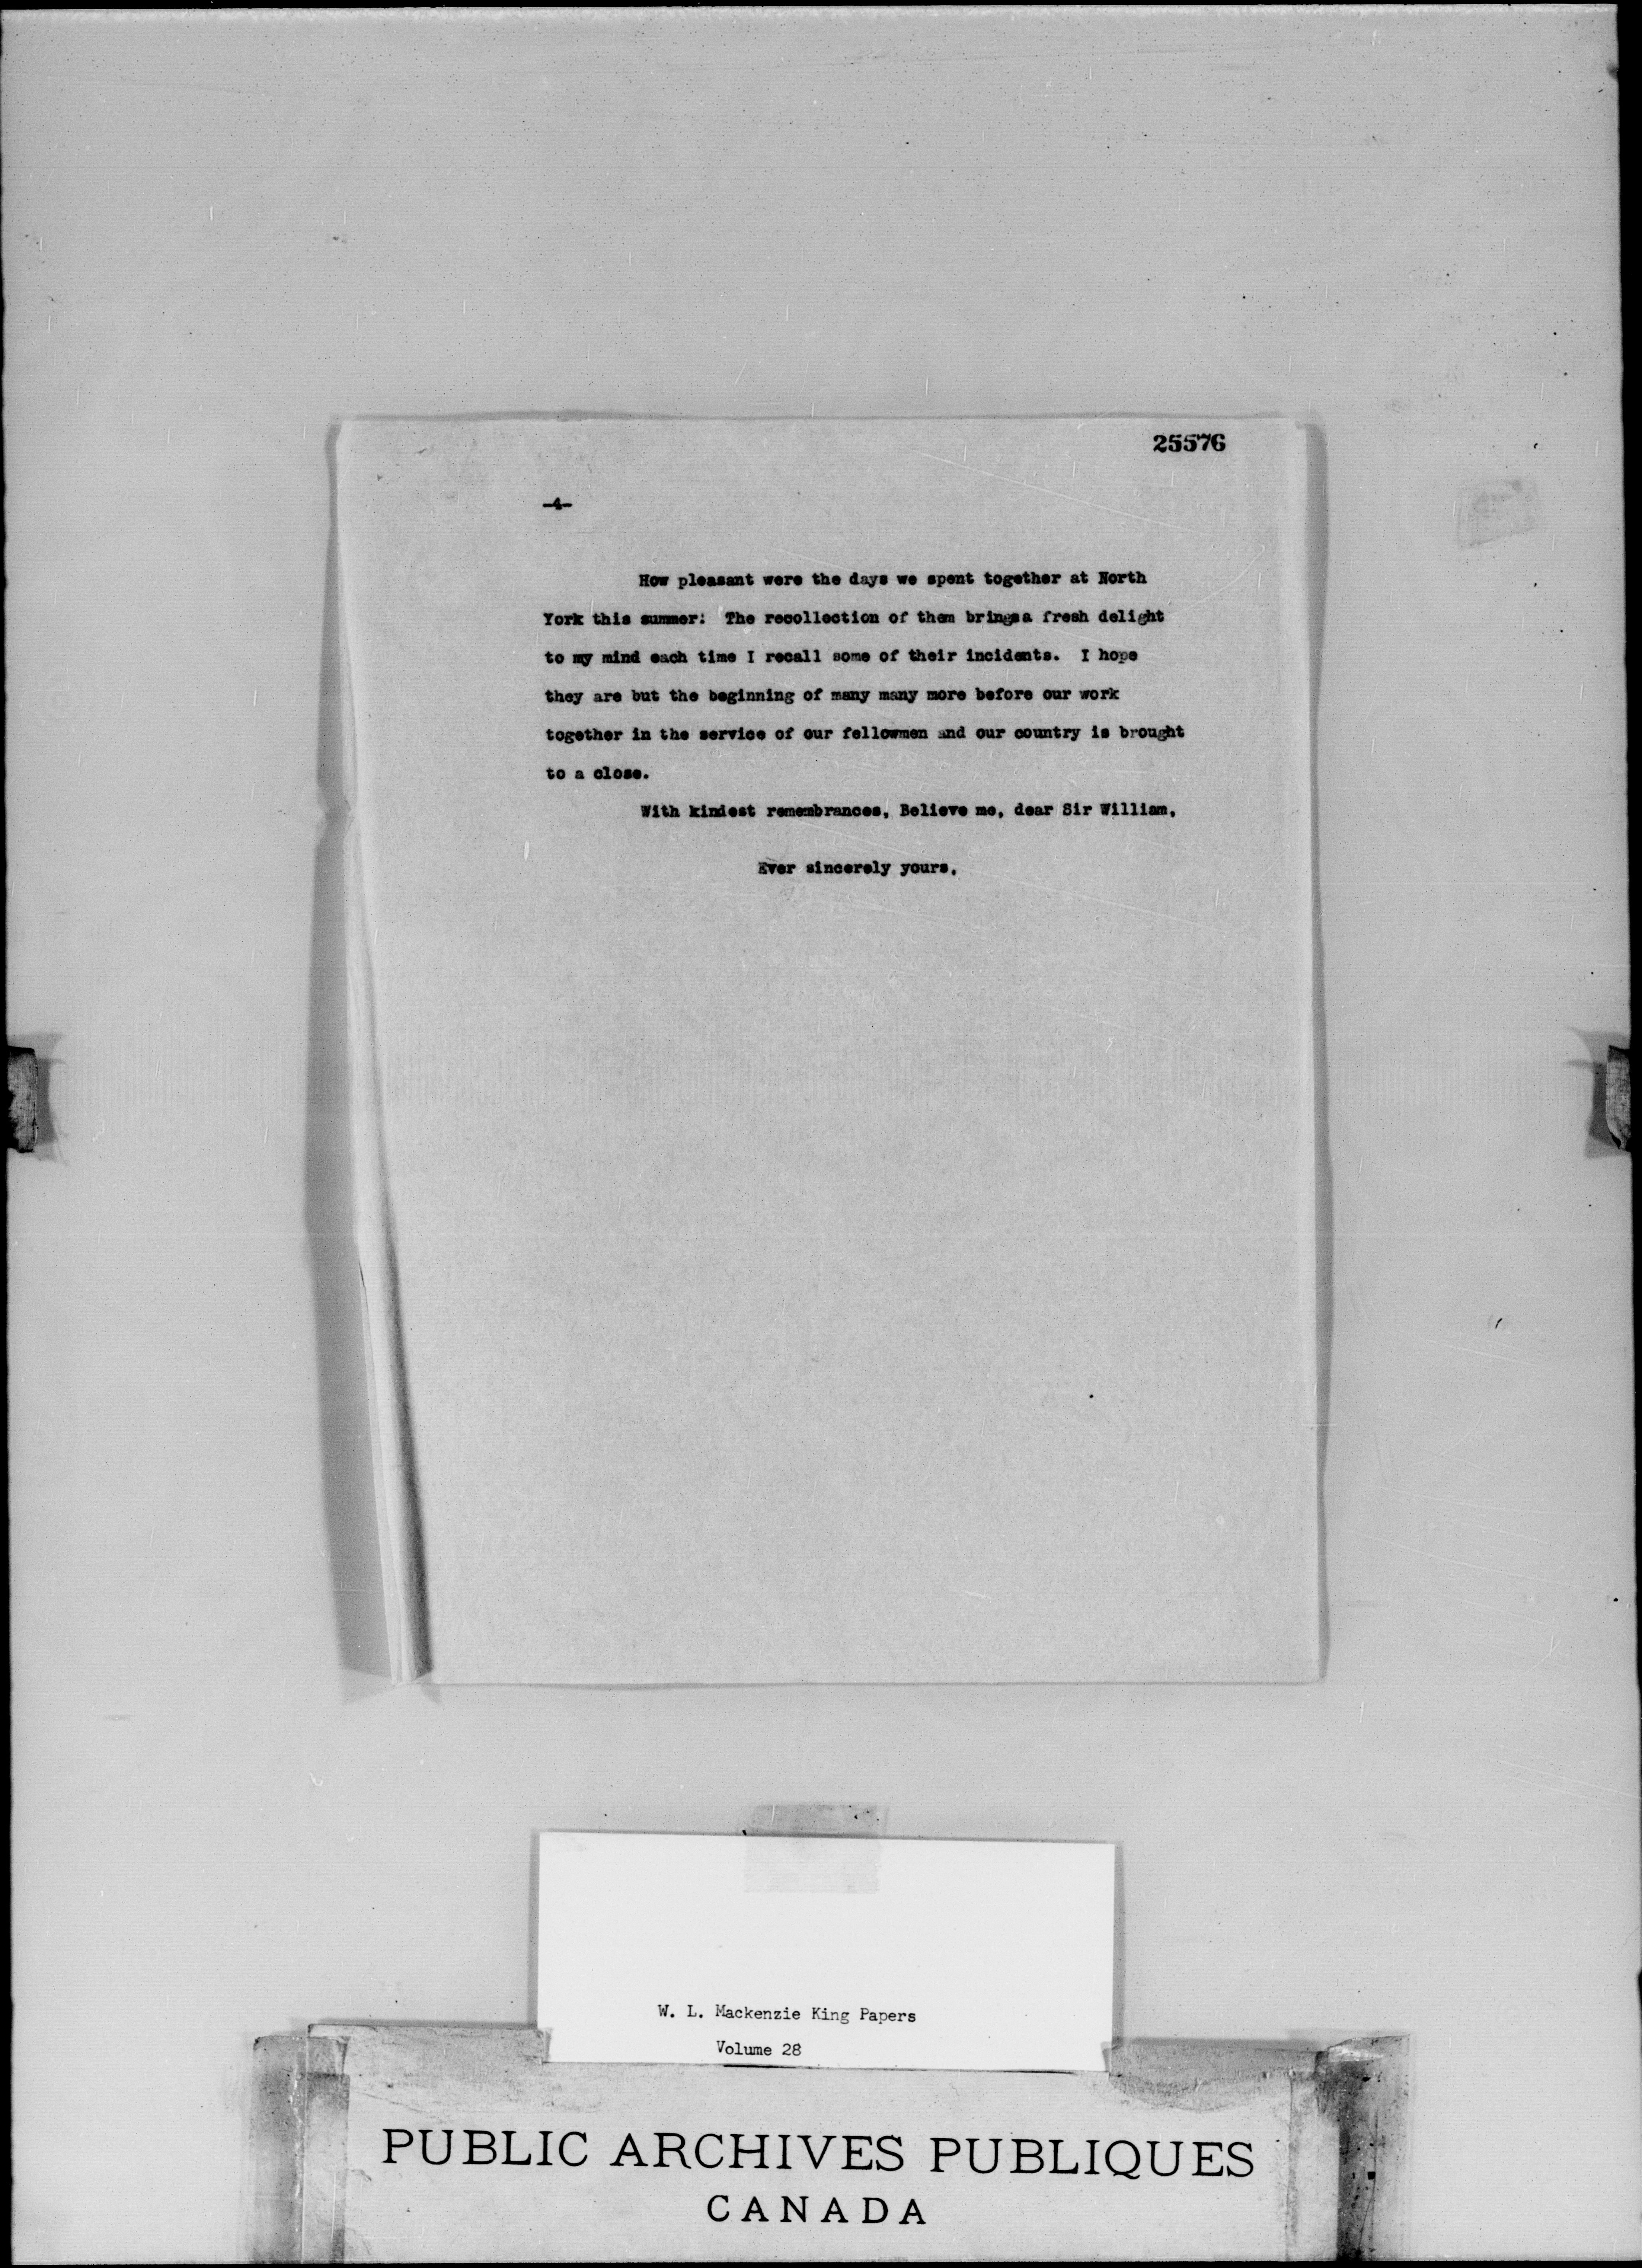 25576
-4-
How pleasant were the days we spent together at North
York this summer: The recollection of them bringsa fresh delight
to my mind each time I recall some of their incidents. I hope
they are but the beginning of many many more before our work
together in the service of our fellowmen and our country is brought
to a close.
With kindest remembrances, Believe me, dear Sir William,
Ever sincerely yours,
W. L. Mackenzie King Papers
Volume 28
PUBLIC ARCHIVES PUBLIQUES
CANADA